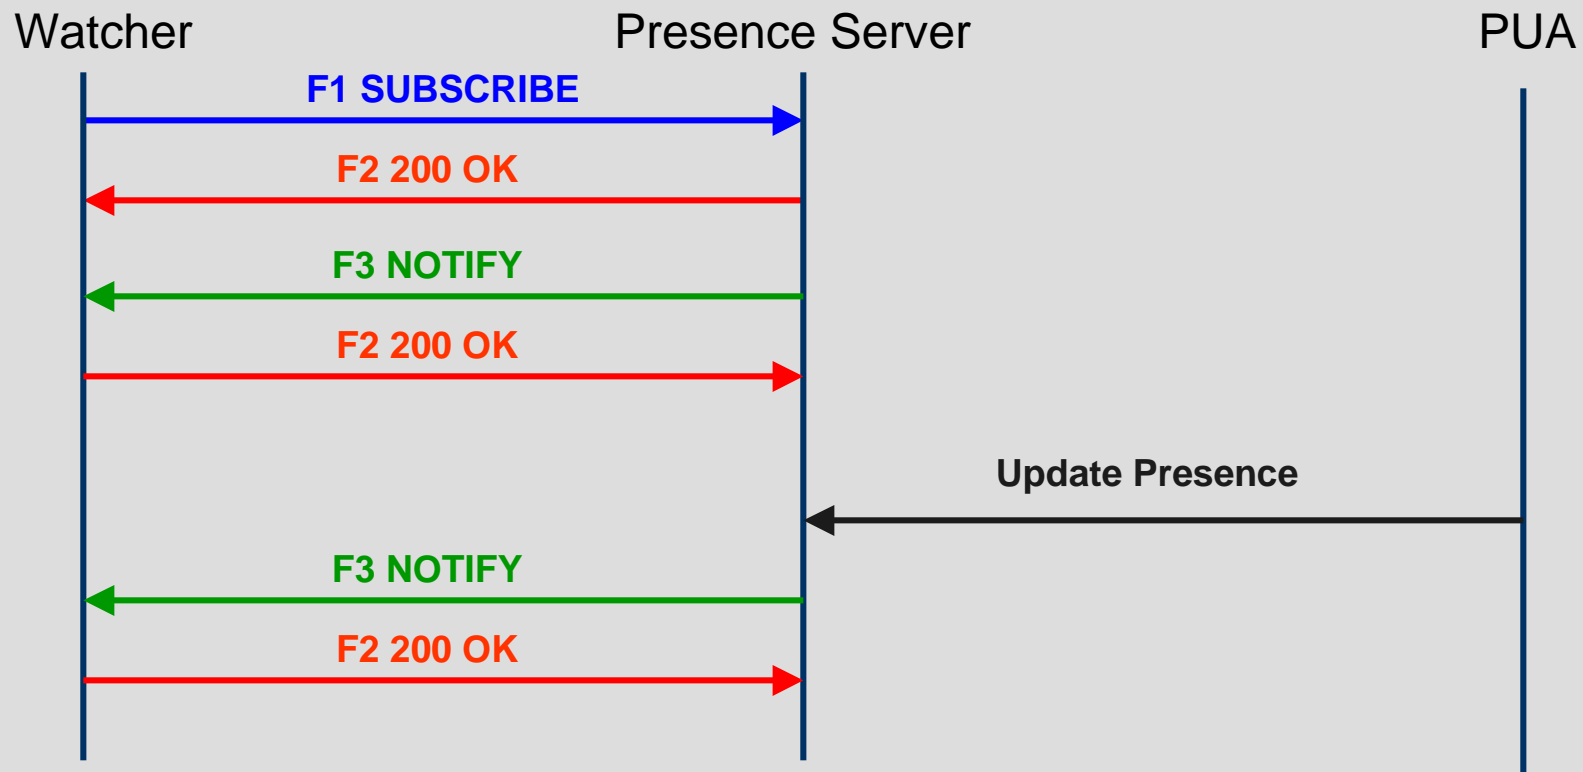 Watcher
Presence Server
PUA
F1 SUBSCRIBE
F2 200 OK
F3 NOTIFY
F2 200 OK
Update Presence
F3 NOTIFY
F2 200 OK